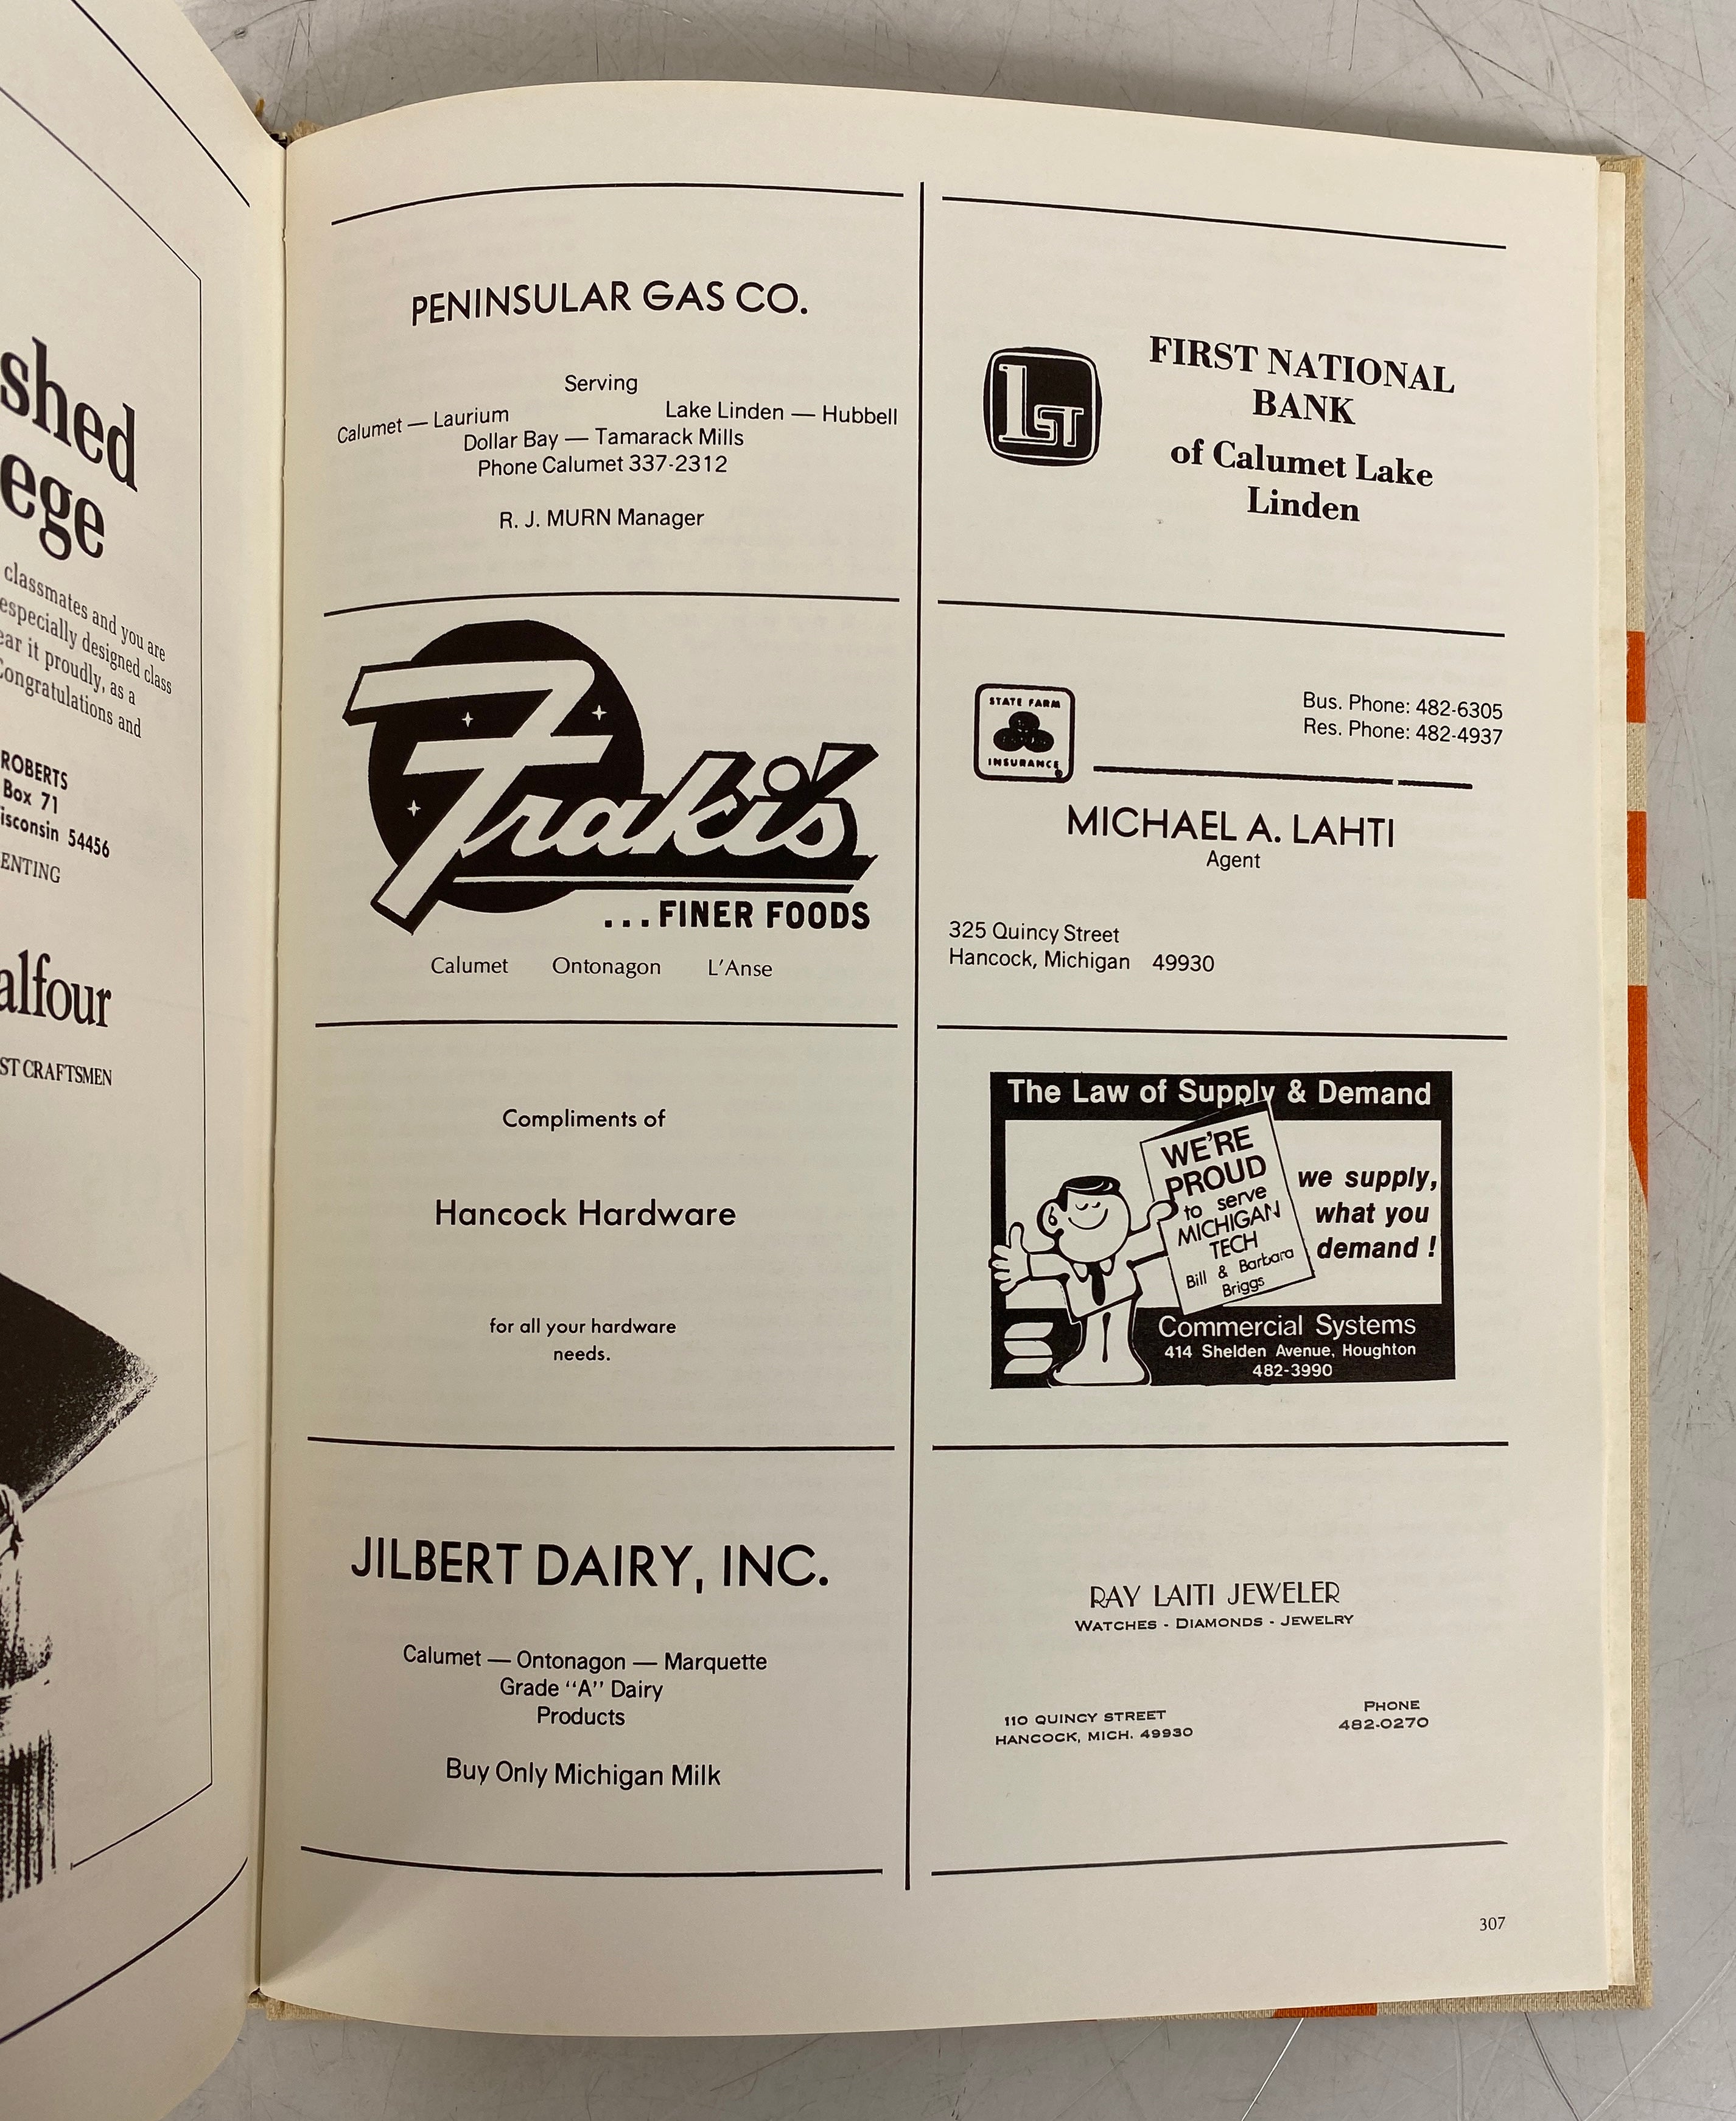 shed
ege
classmates and you are
especially designed class
ear it proudly, as a
Congratulations and
ROBERTS
Box 71
isconsin 54456
ENTING
alfour
ST CRAFTSMEN
PENINSULAR GAS CO.
Serving
Calumet — Laurium Lake Linden — Hubbell
Dollar Bay — Tamarack Mills
Phone Calumet 337-2312
R. J. MURN Manager
Fraki's
...FINER FOODS
Calumet Ontonagon L'Anse
Compliments of
Hancock Hardware
for all your hardware
needs.
JILBERT DAIRY, INC.
Calumet — Ontonagon — Marquette
Grade "A" Dairy
Products
Buy Only Michigan Milk
1ST
FIRST NATIONAL
BANK
of Calumet Lake
Linden
STATE FARM
INSURANCE
Bus. Phone: 482-6305
Res. Phone: 482-4937
MICHAEL A. LAHTI
Agent
325 Quincy Street
Hancock, Michigan 49930
The Law of Supply & Demand
WE'RE
PROUD
to serve
MICHIGAN
TECH
Bill & Barbara
Briggs
we supply,
what you
demand !
Commercial Systems
414 Shelden Avenue, Houghton
482-3990
RAY LAITI JEWELER
WATCHES - DIAMONDS - JEWELRY
110 QUINCY STREET
HANCOCK, MICH. 49930
PHONE
482-0270
307